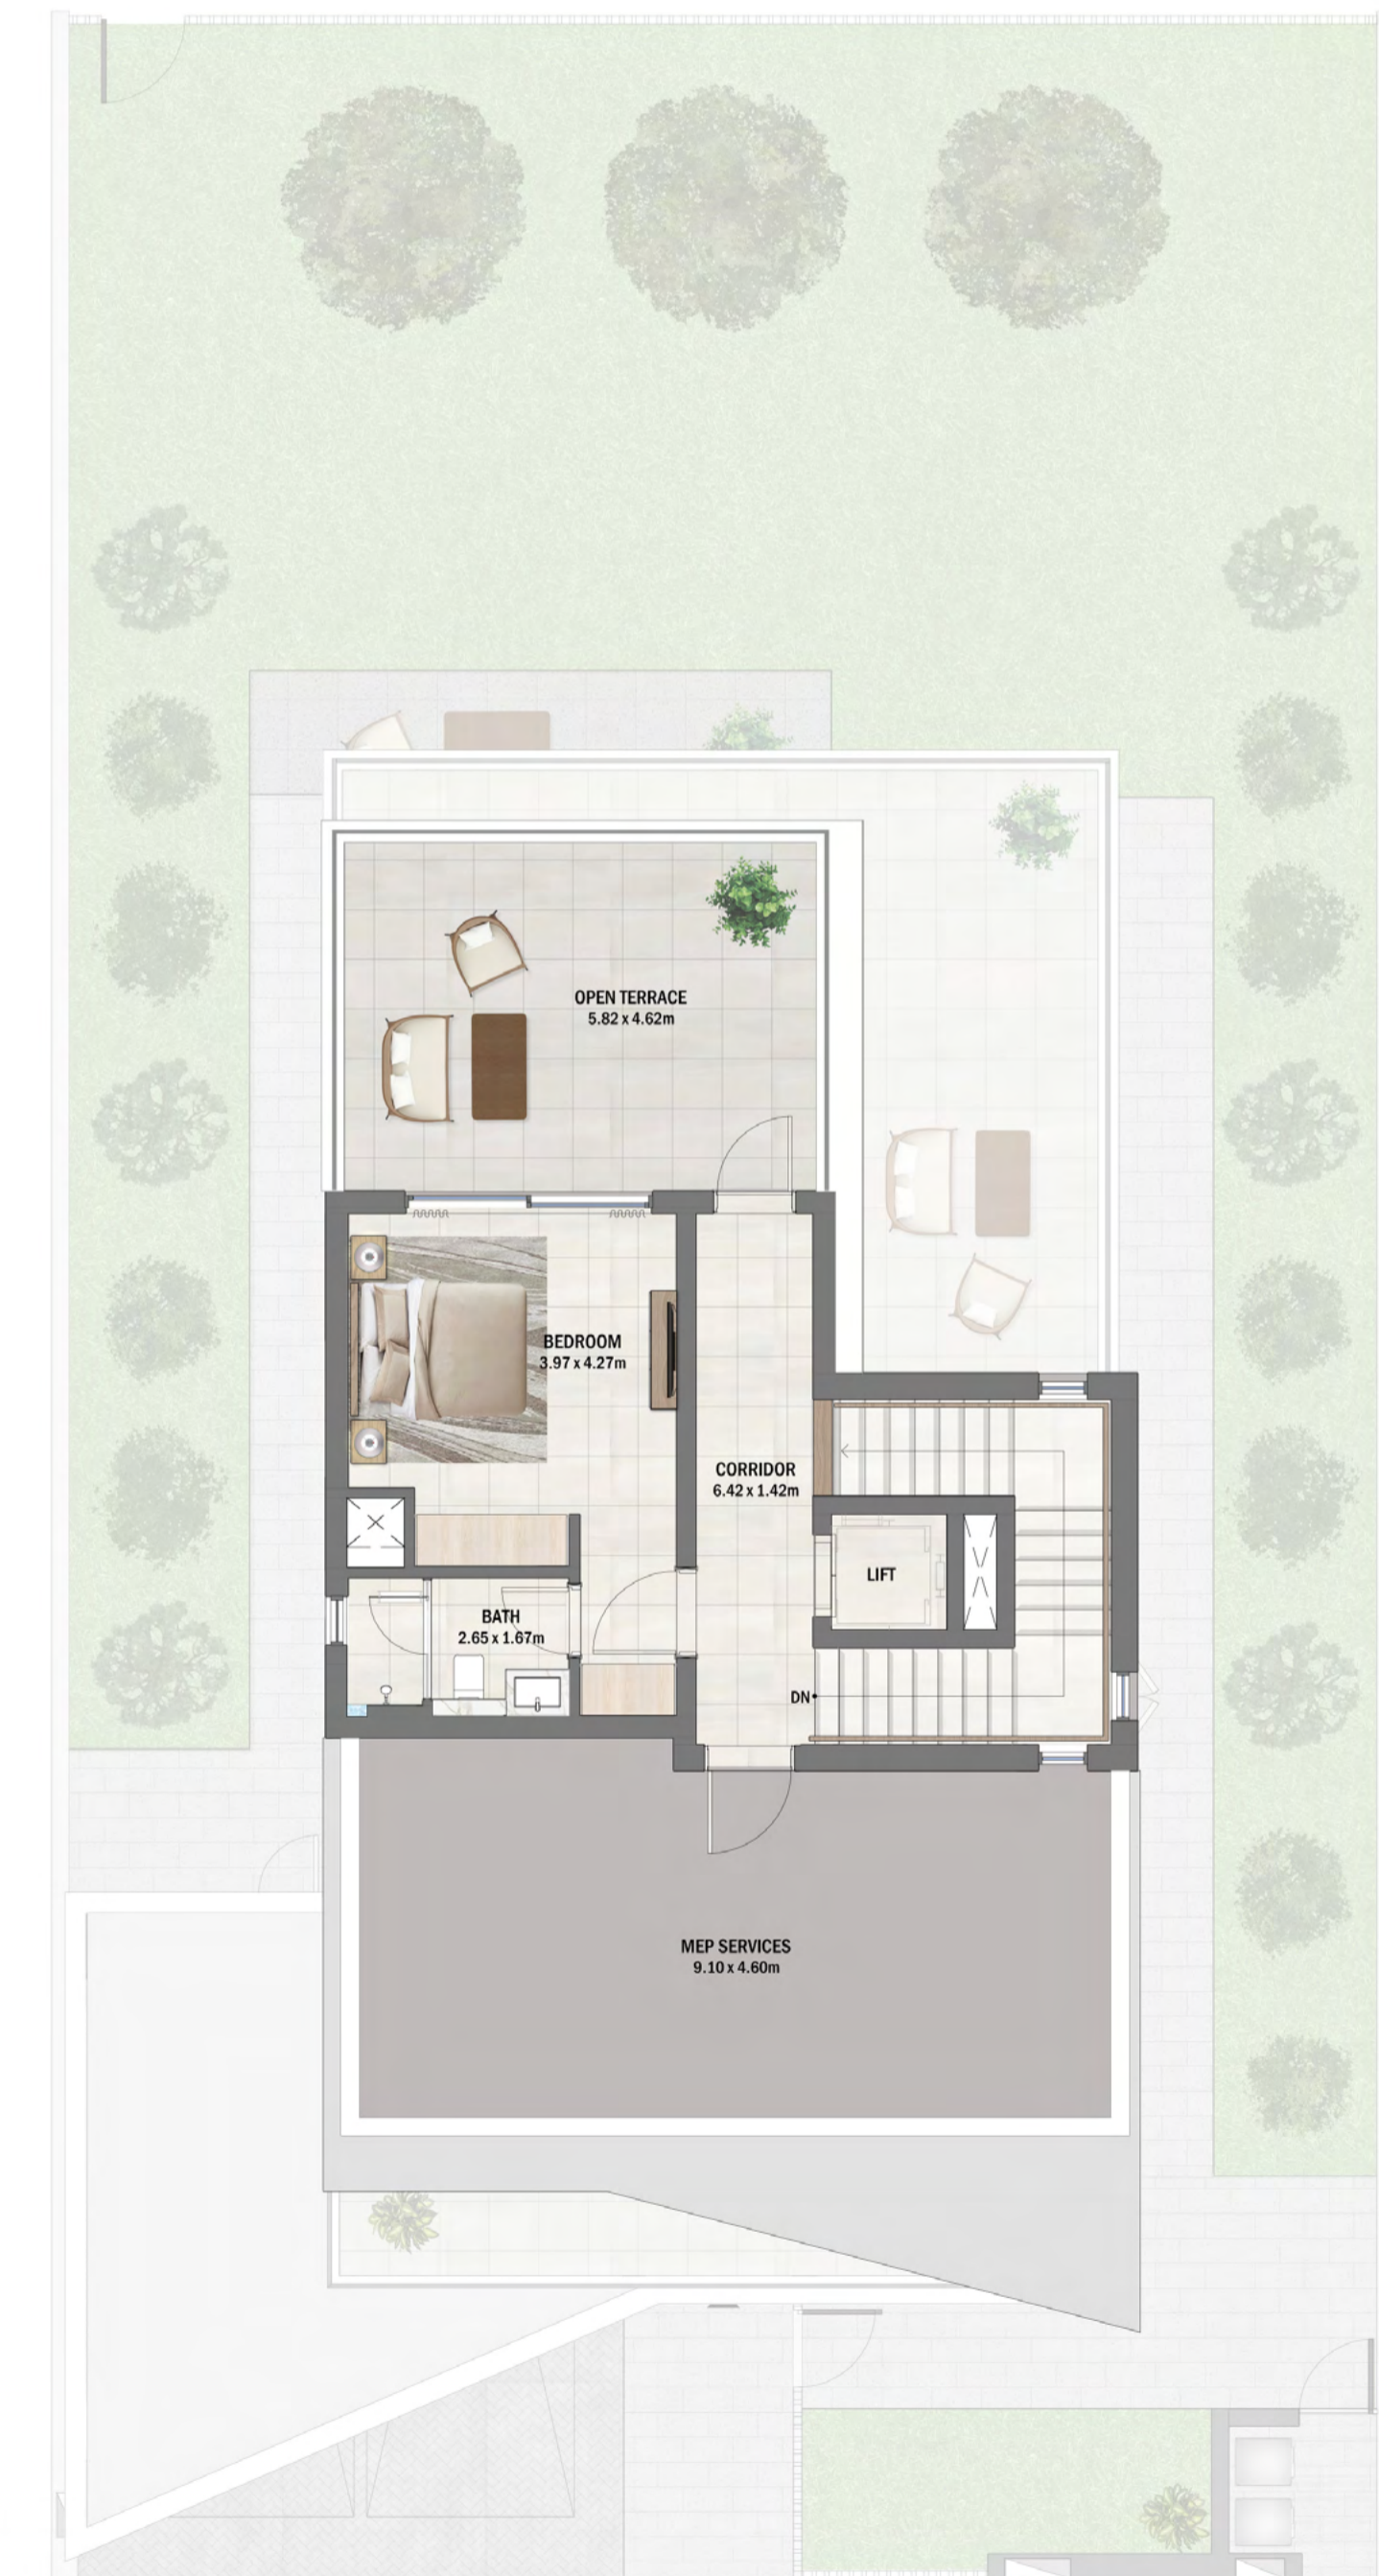 OPEN TERRACE
5.82 x 4.62m
BEDROOM
3.97 x 4.27m
CORRIDOR
6.42 x 1.42m
LIFT
BATH
2.65 x 1.67m
DN
MEP SERVICES
9.10 x 4.60m